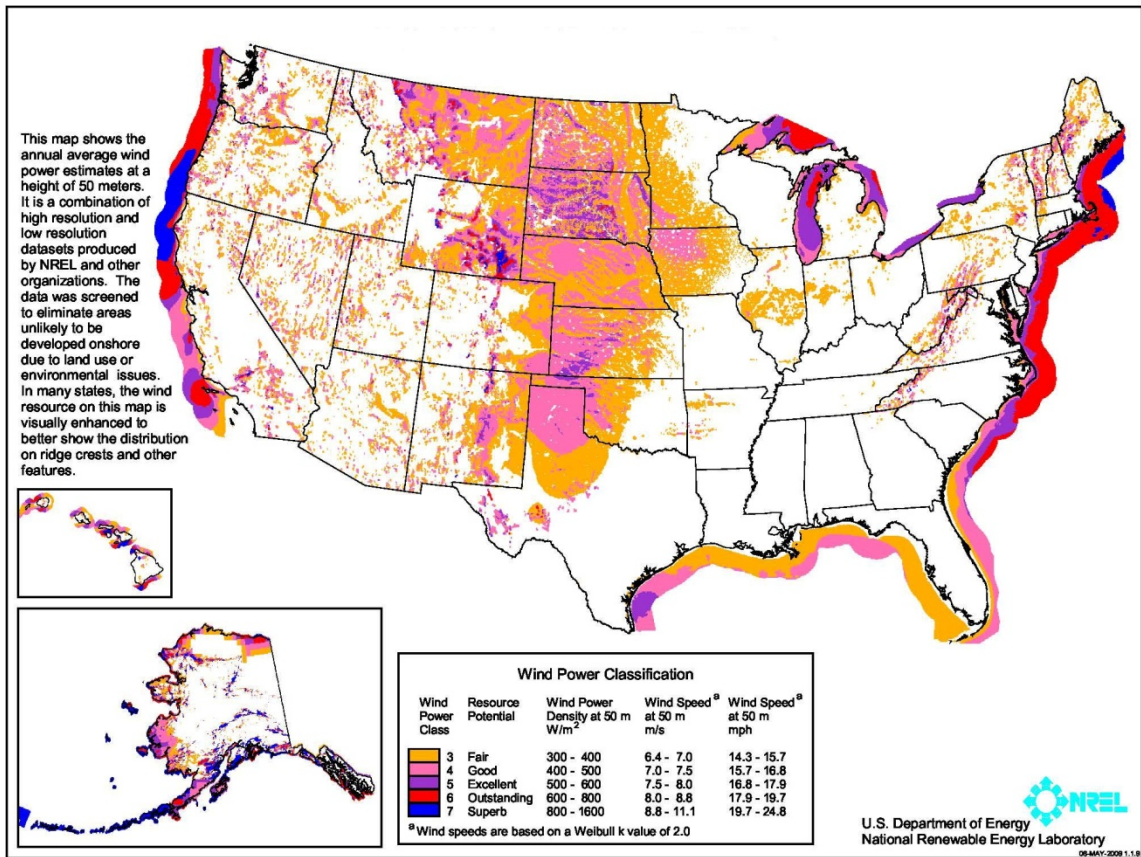 This map shows the
annual average wind
power estimates at a
height of 50 meters.
It is a combination of
high resolution and
low resolution
datasets produced
by NREL and other
organizations. The
data was screened
to eliminate areas
unlikely to be
developed onshore
due to land use or
environmental issues.
In many states, the wind
resource on this map is
visually enhanced to
better show the distribution
on ridge crests and other
features.
Wind Power Classification
Wind Power Class Resource Potential Wind Power Density at 50 m W/m² Wind Speed ᵃ at 50 m m/s Wind Speed ᵃ at 50 m mph
3 Fair 300 - 400 6.4 - 7.0 14.3 - 15.7
4 Good 400 - 500 7.0 - 7.5 15.7 - 16.8
5 Excellent 500 - 600 7.5 - 8.0 16.8 - 17.9
6 Outstanding 600 - 800 8.0 - 8.8 17.9 - 19.7
7 Superb 800 - 1600 8.8 - 11.1 19.7 - 24.8
ᵃ Wind speeds are based on a Weibull k value of 2.0
NREL
U.S. Department of Energy
National Renewable Energy Laboratory